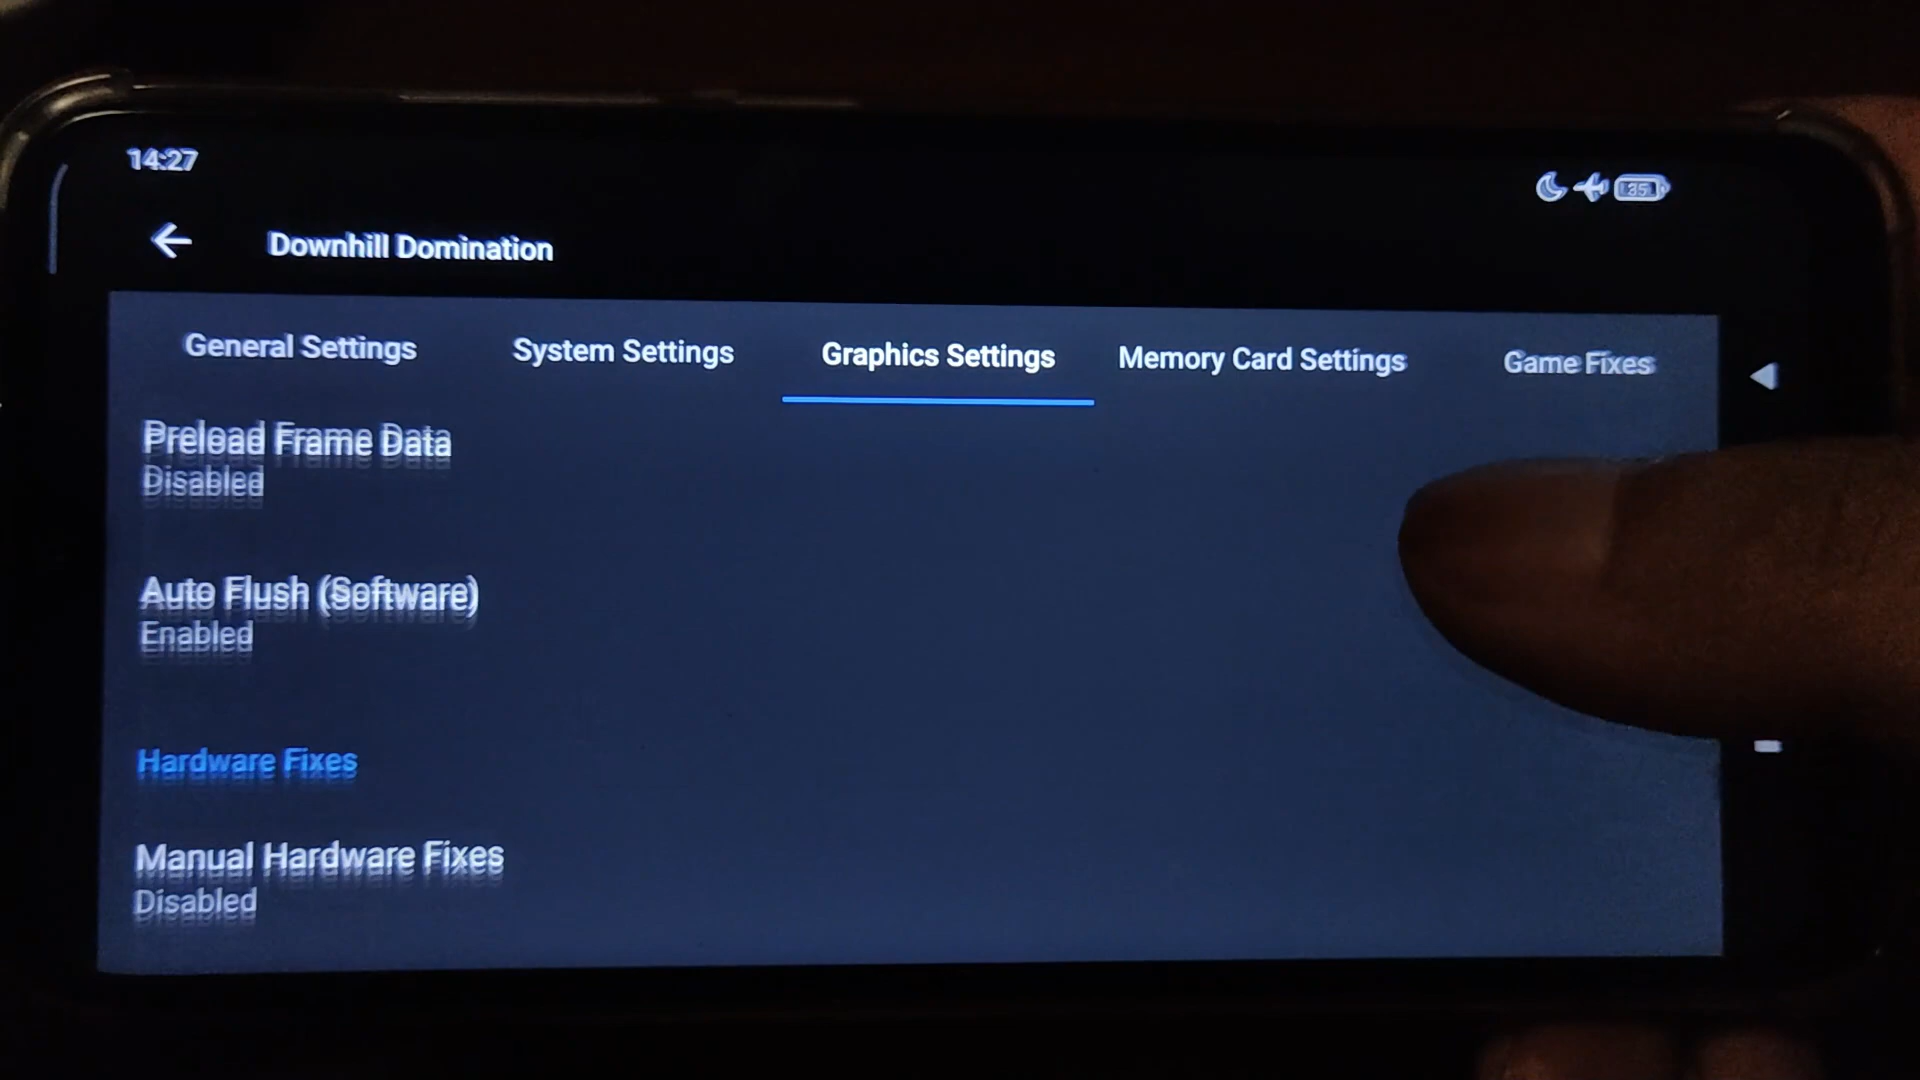 14:27
35
Downhill Domination
General Settings
System Settings
Graphics Settings
Memory Card Settings
Game Fixes
Preload Frame Data
Disabled
Auto Flush (Software)
Enabled
Hardware Fixes
Manual Hardware Fixes
Disabled